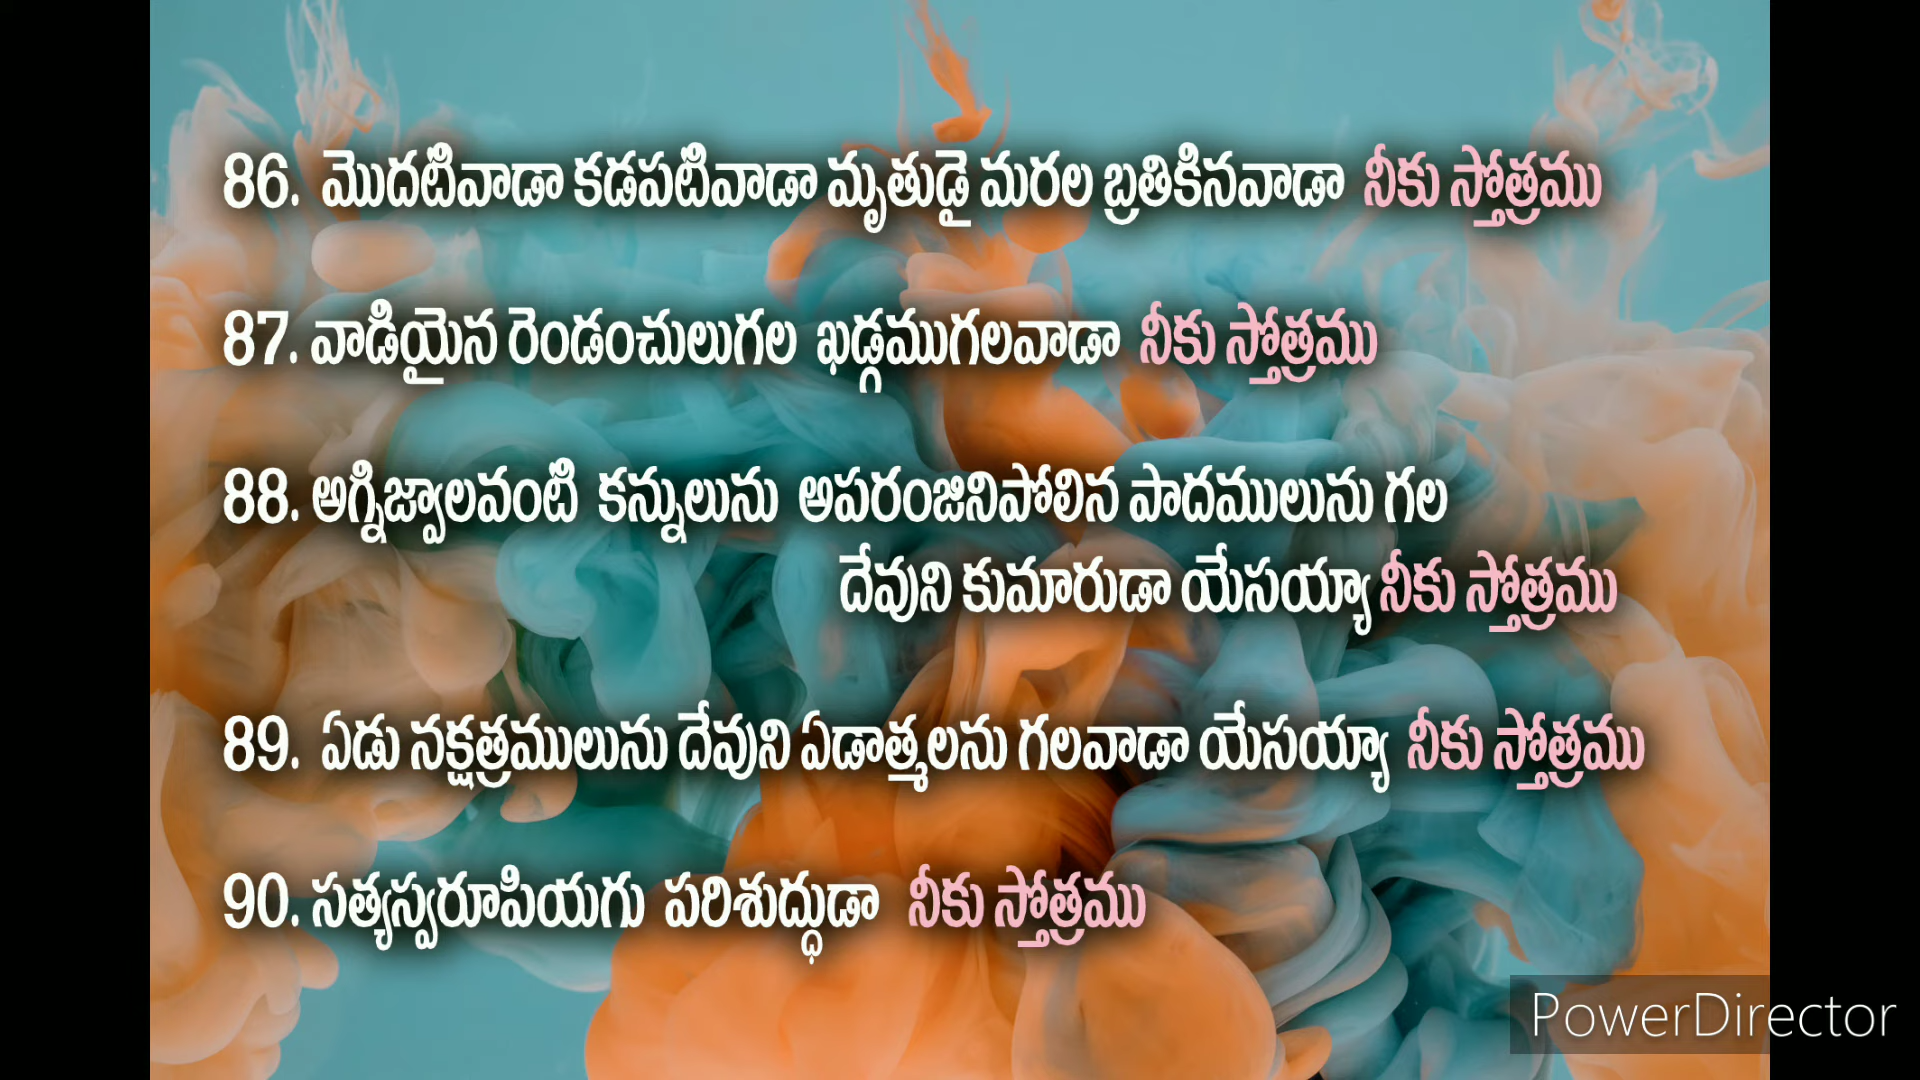 86. మొదటివాడా కడపటివాడా మృతుడై మరల బ్రతికినవాడా నీకు స్తోత్రము
87. వాడియైన రెండంచులుగల ఖడ్గముగలవాడా నీకు స్తోత్రము
88. అగ్నిజ్వాలవంటి కన్నులును అపరంజినిపోలిన పాదములును గల
దేవుని కుమారుడా యేసయ్యా నీకు స్తోత్రము
89. ఏడు నక్షత్రములును దేవుని ఏడాత్మలను గలవాడా యేసయ్యా నీకు స్తోత్రము
90. సత్యస్వరూపియగు పరిశుద్ధుడా నీకు స్తోత్రము
PowerDirector